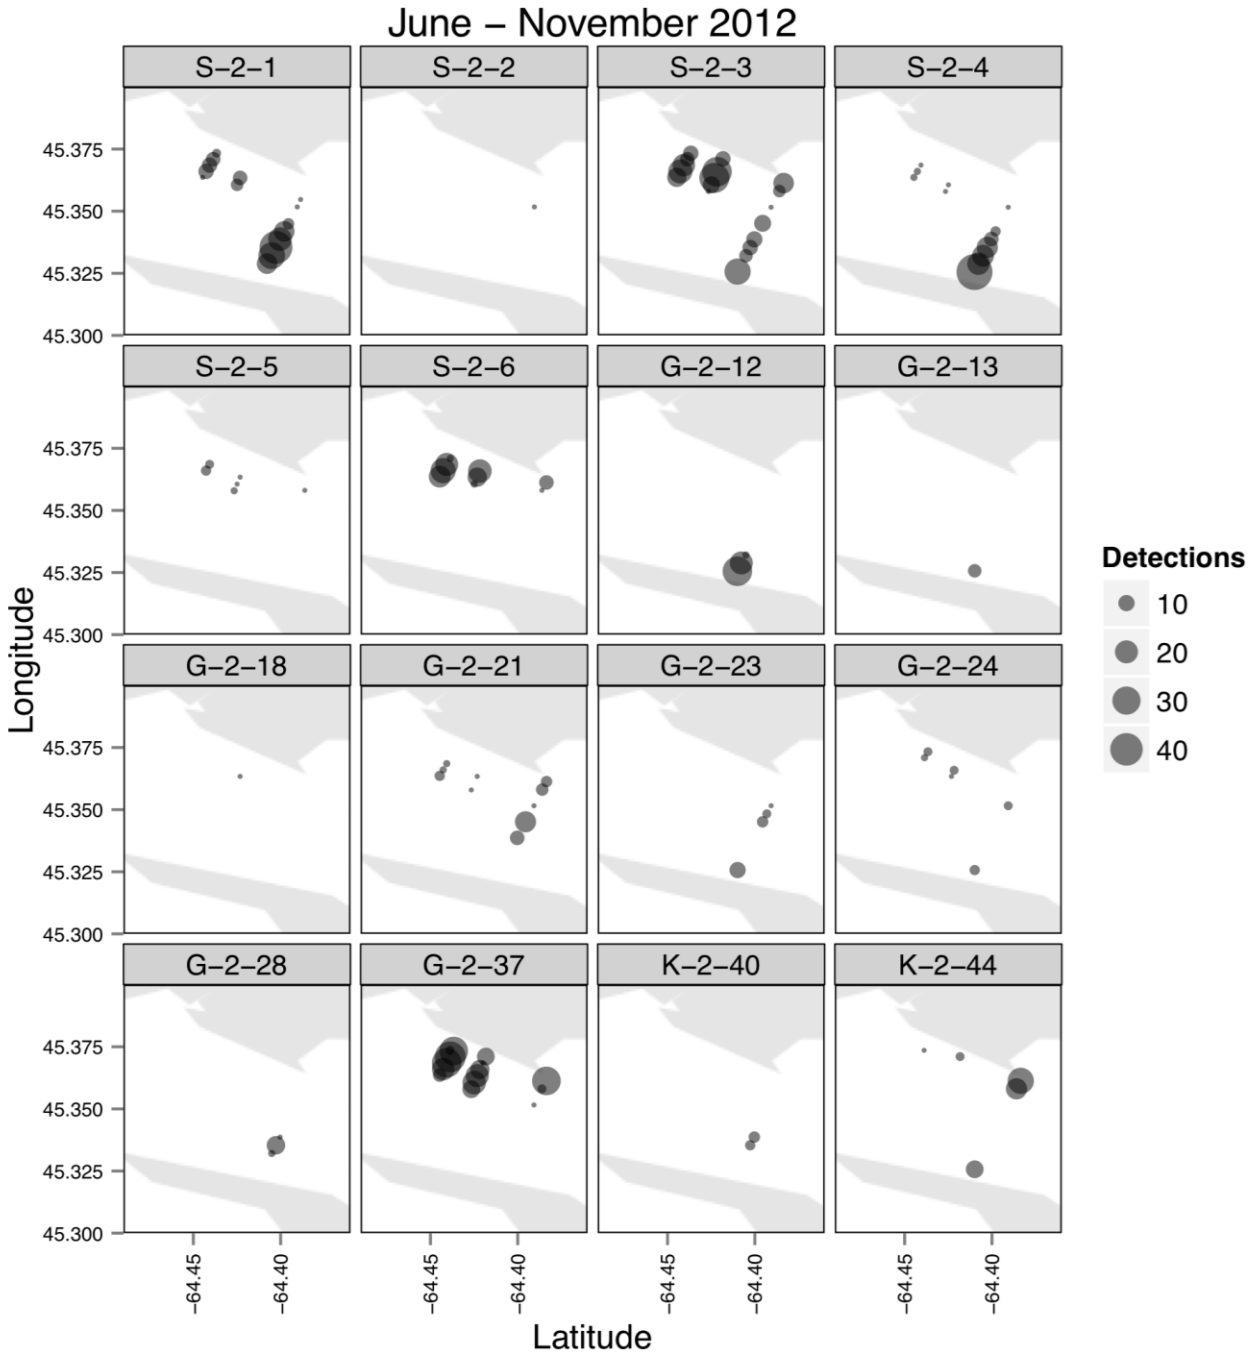 June – November 2012
S−2−1 S−2−2 S−2−3 S−2−4
45.375
45.350
45.325
45.300
S−2−5 S−2−6 G−2−12 G−2−13
45.375
45.350
45.325
45.300
G−2−18 G−2−21 G−2−23 G−2−24
45.375
45.350
45.325
45.300
G−2−28 G−2−37 K−2−40 K−2−44
45.375
45.350
45.325
45.300
−64.45 −64.40 −64.45 −64.40 −64.45 −64.40 −64.45 −64.40
Latitude
Longitude
Detections
10
20
30
40